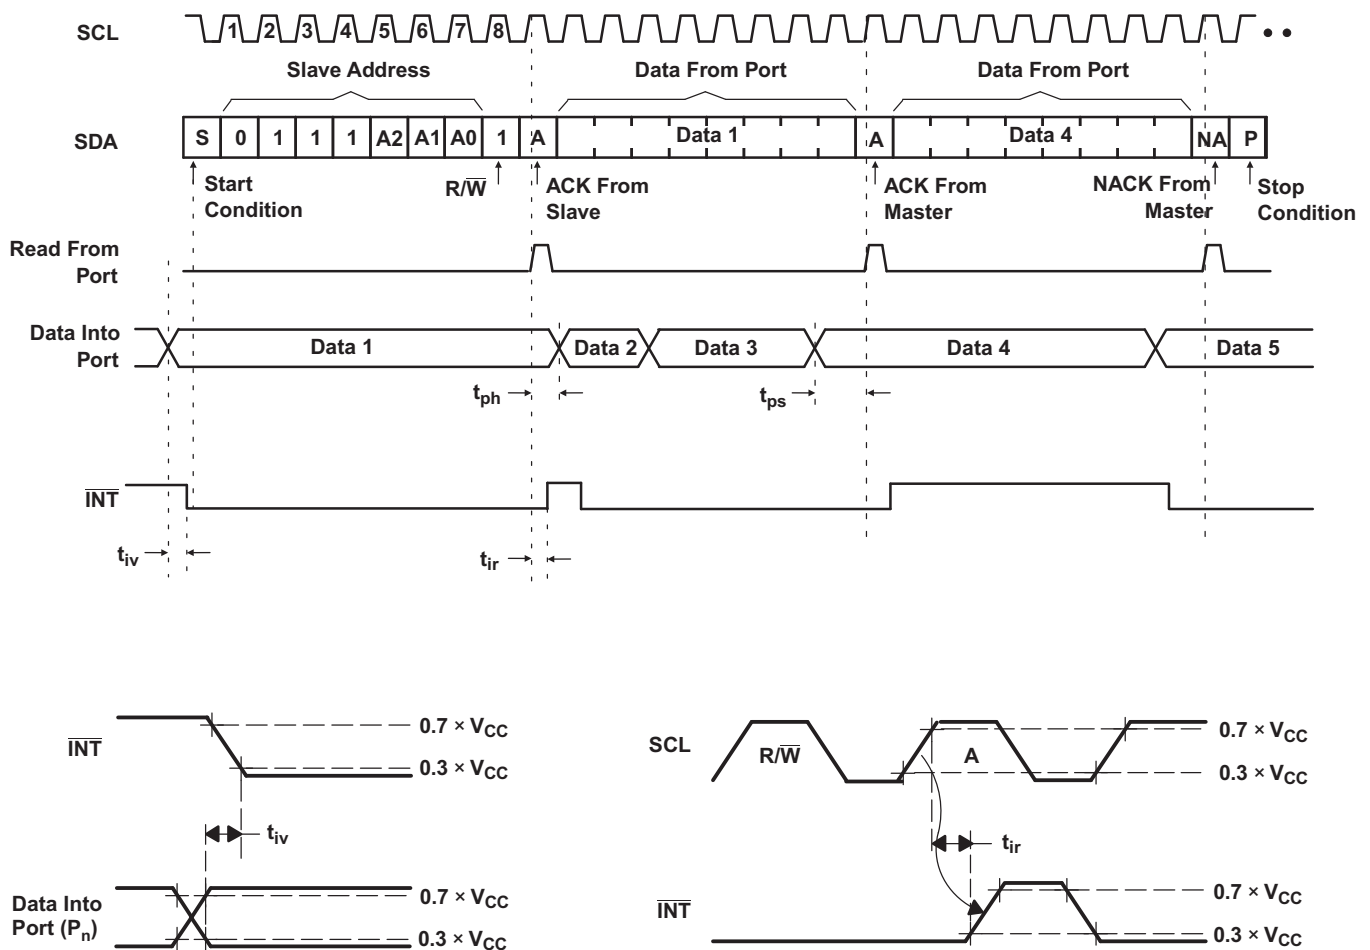 SCL 1 2 3 4 5 6 7 8
Slave Address Data From Port Data From Port
SDA S 0 1 1 1 A2 A1 A0 1 A Data 1 A Data 4 NA P
Start Condition
R/W̅
ACK From Slave
ACK From Master
NACK From Master
Stop Condition
Read From Port
Data Into Port
Data 1 Data 2 Data 3 Data 4 Data 5
tph tps
I̅N̅T̅
tiv tir
I̅N̅T̅
0.7 × VCC
0.3 × VCC
tiv
Data Into Port (Pn)
0.7 × VCC
0.3 × VCC
SCL
R/W̅ A
0.7 × VCC
0.3 × VCC
tir
I̅N̅T̅
0.7 × VCC
0.3 × VCC